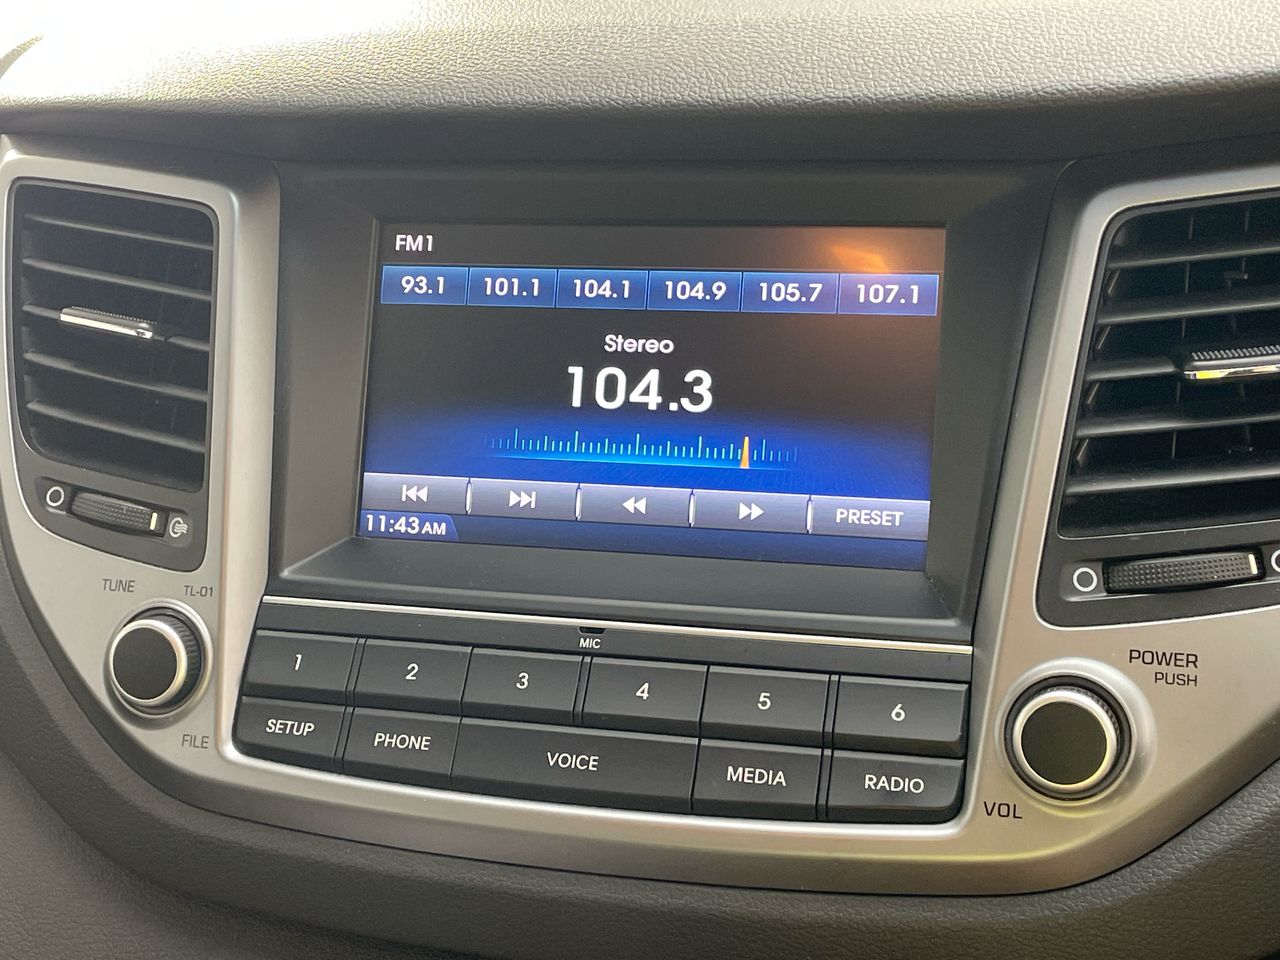 FM1
93.1 101.1 104.1 104.9 105.7 107.1
Stereo
104.3
PRESET
11:43 AM
TUNE TL-01
FILE
MIC
1 2 3 4 5 6
SETUP PHONE VOICE MEDIA RADIO
POWER
PUSH
VOL